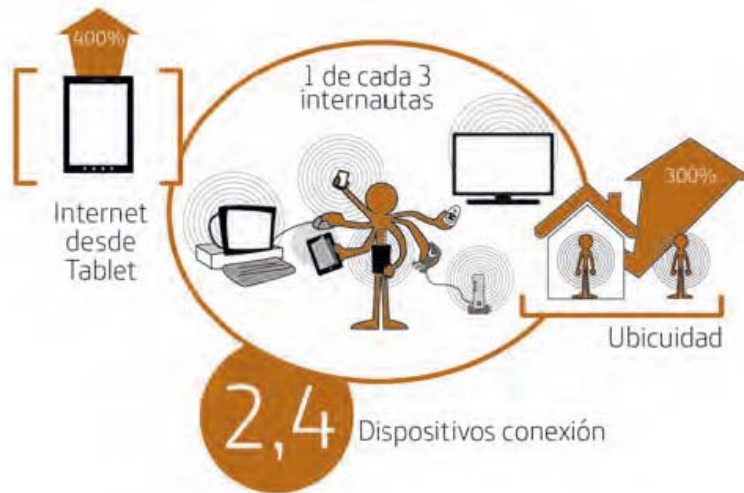 400%
Internet
desde
Tablet
1 de cada 3
internautas
300%
Ubicuidad
2,4
Dispositivos conexión